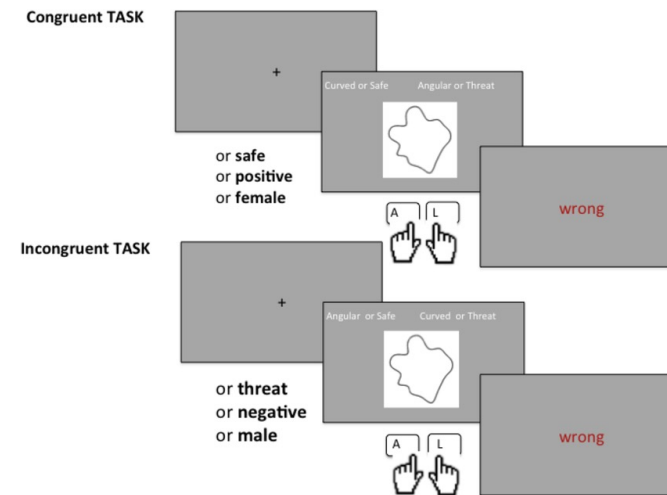 Congruent TASK
+
Curved or Safe Angular or Threat
or safe
or positive
or female
A L
wrong
Incongruent TASK
+
Angular or Safe Curved or Threat
or threat
or negative
or male
A L
wrong